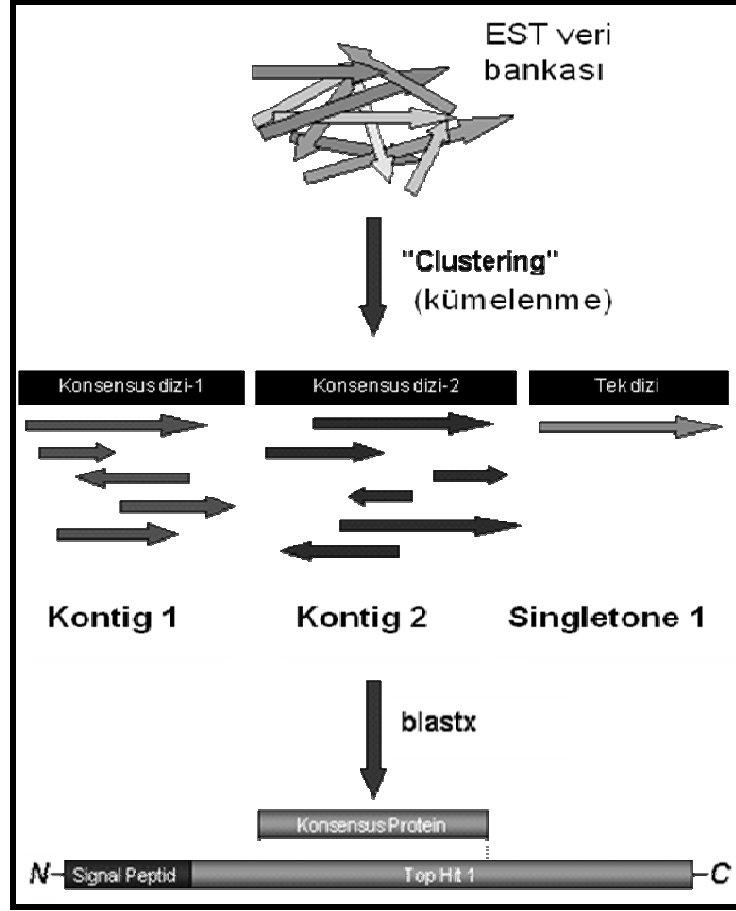 EST veri
bankası
"Clustering"
(kümelenme)
Konsensus dizi-1
Konsensus dizi-2
Tek dizi
Kontig 1
Kontig 2
Singletone 1
blastx
Konsensus Protein
N
Signal Peptid
Top Hit 1
C